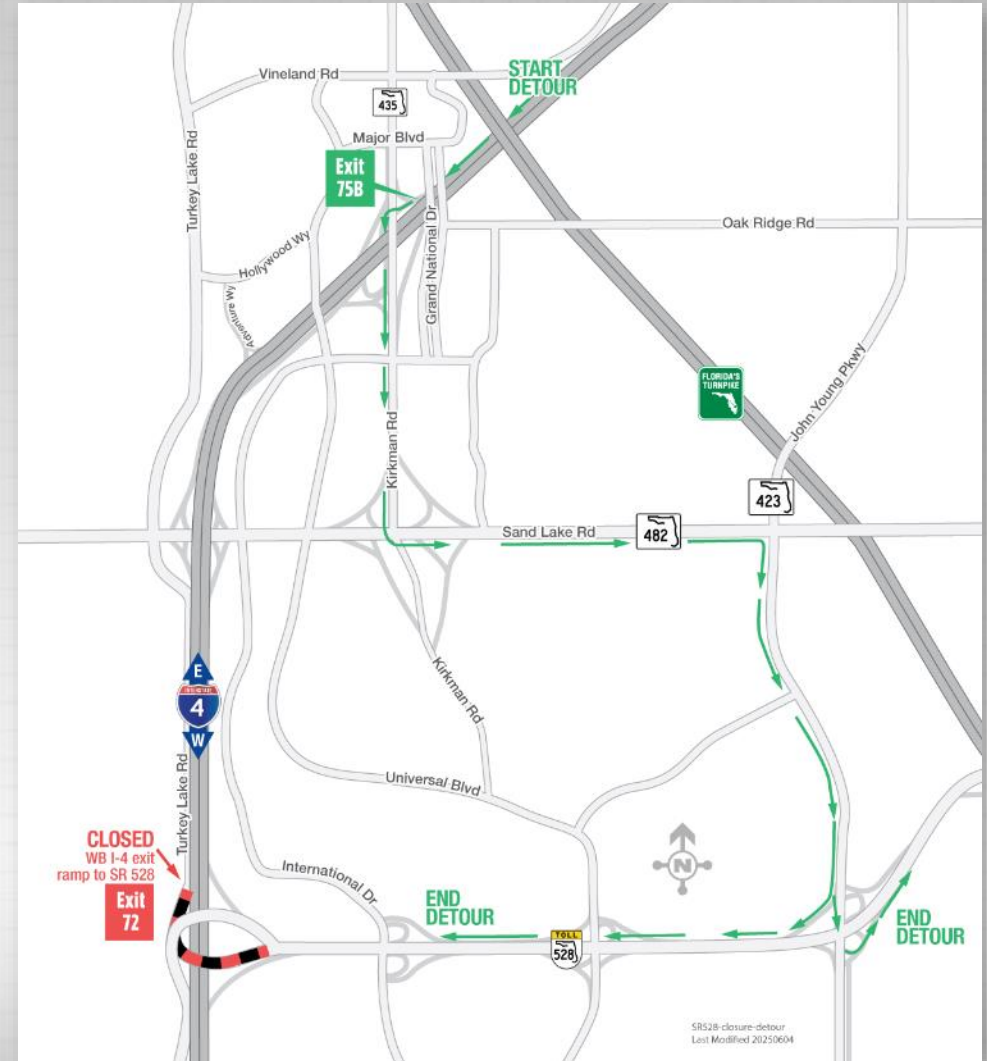 Vineland Rd
START
DETOUR
435
Major Blvd
Exit
75B
Turkey Lake Rd
Oak Ridge Rd
Hollywood Wy
Grand National Dr
Adventure Wy
FLORIDA'S
TURNPIKE
John Young Pkwy
Kirkman Rd
423
Sand Lake Rd
482
E
INTERSTATE
4
W
Kirkman Rd
Turkey Lake Rd
Universal Blvd
CLOSED
WB I-4 exit
ramp to SR 528
Exit
72
International Dr
N
END
DETOUR
TOLL
528
END
DETOUR
SR528-closure-detour
Last Modified 20250604